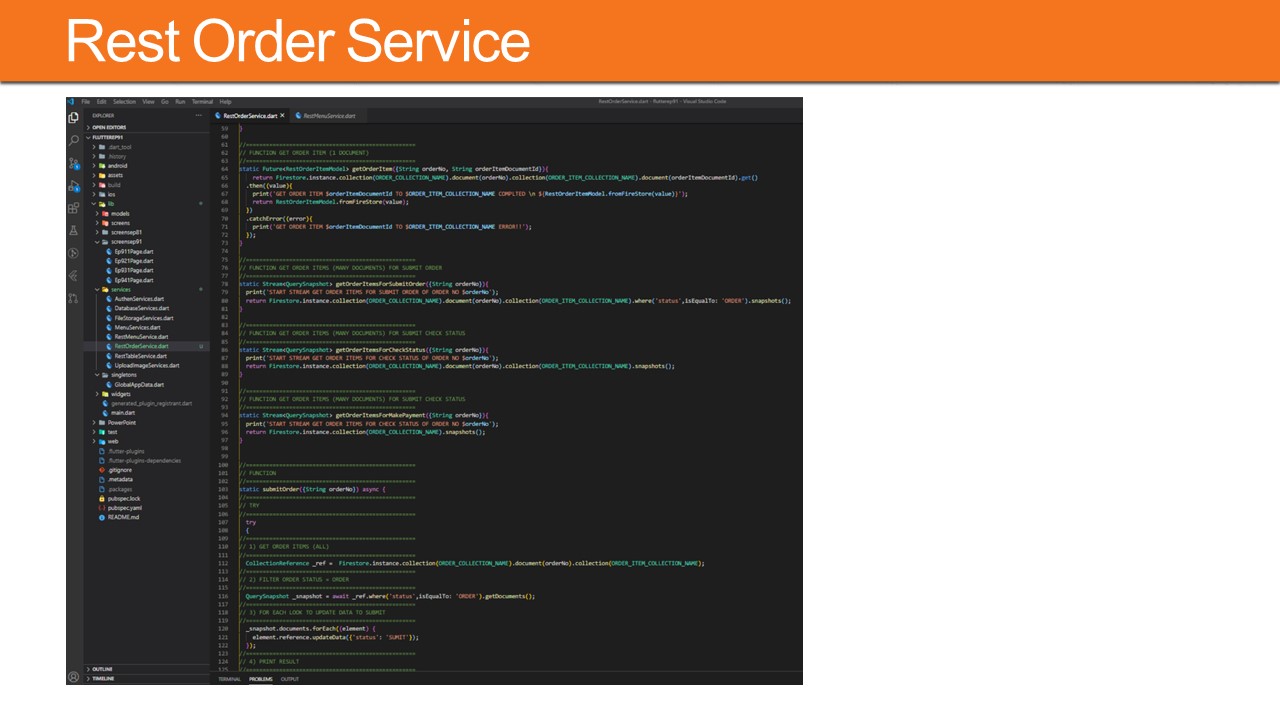 Rest Order Service
File Edit Selection View Go Run Terminal Help
RestOrderService.dart - flutterep91 - Visual Studio Code
EXPLORER
OPEN EDITORS
FLUTTEREP91
.dart_tool
.history
android
assets
build
ios
lib
models
screens
screensep81
screensep91
Ep911Page.dart
Ep921Page.dart
Ep931Page.dart
Ep941Page.dart
services
AuthenServices.dart
DatabaseServices.dart
FileStorageServices.dart
MenuServices.dart
RestMenuService.dart
RestOrderService.dart U
RestTableService.dart
UploadImageServices.dart
singletons
GlobalAppData.dart
widgets
generated_plugin_registrant.dart
main.dart
PowerPoint
test
web
.flutter-plugins
.flutter-plugins-dependencies
.gitignore
.metadata
.packages
pubspec.lock
pubspec.yaml
README.md
OUTLINE
TIMELINE
RestOrderService.dart RestMenuService.dart
59 }
60
61 //==================================================
62 // FUNCTION GET ORDER ITEM (1 DOCUMENT)
63 //==================================================
64 static Future<RestOrderItemModel> getOrderItem({String orderNo, String orderItemDocumentId}){
65 return Firestore.instance.collection(ORDER_COLLECTION_NAME).document(orderNo).collection(ORDER_ITEM_COLLECTION_NAME).document(orderItemDocumentId).get()
66 .then((value){
67 print('GET ORDER ITEM $orderItemDocumentId TO $ORDER_ITEM_COLLECTION_NAME COMPLTED \n ${RestOrderItemModel.fromFireStore(value)}');
68 return RestOrderItemModel.fromFireStore(value);
69 })
70 .catchError((error){
71 print('GET ORDER ITEM $orderItemDocumentId TO $ORDER_ITEM_COLLECTION_NAME ERROR!!');
72 });
73 }
74
75 //==================================================
76 // FUNCTION GET ORDER ITEMS (MANY DOCUMENTS) FOR SUBMIT ORDER
77 //==================================================
78 static Stream<QuerySnapshot> getOrderItemsForSubmitOrder({String orderNo}){
79 print('START STREAM GET ORDER ITEMS FOR SUBMIT ORDER OF ORDER NO $orderNo');
80 return Firestore.instance.collection(ORDER_COLLECTION_NAME).document(orderNo).collection(ORDER_ITEM_COLLECTION_NAME).where('status',isEqualTo: 'ORDER').snapshots();
81 }
82
83 //==================================================
84 // FUNCTION GET ORDER ITEMS (MANY DOCUMENTS) FOR SUBMIT CHECK STATUS
85 //==================================================
86 static Stream<QuerySnapshot> getOrderItemsForCheckStatus({String orderNo}){
87 print('START STREAM GET ORDER ITEMS FOR CHECK STATUS OF ORDER NO $orderNo');
88 return Firestore.instance.collection(ORDER_COLLECTION_NAME).document(orderNo).collection(ORDER_ITEM_COLLECTION_NAME).snapshots();
89 }
90
91 //==================================================
92 // FUNCTION GET ORDER ITEMS (MANY DOCUMENTS) FOR SUBMIT CHECK STATUS
93 //==================================================
94 static Stream<QuerySnapshot> getOrderItemsForMakePayment({String orderNo}){
95 print('START STREAM GET ORDER ITEMS FOR CHECK STATUS OF ORDER NO $orderNo');
96 return Firestore.instance.collection(ORDER_COLLECTION_NAME).snapshots();
97 }
98
99
100 //==================================================
101 // FUNCTION
102 //==================================================
103 static submitOrder({String orderNo}) async {
104 //==================================================
105 // TRY
106 //==================================================
107 try
108 {
109 //==================================================
110 // 1) GET ORDER ITEMS (ALL)
111 //==================================================
112 CollectionReference _ref = Firestore.instance.collection(ORDER_COLLECTION_NAME).document(orderNo).collection(ORDER_ITEM_COLLECTION_NAME);
113 //==================================================
114 // 2) FILTER ORDER STATUS = ORDER
115 //==================================================
116 QuerySnapshot _snapshot = await _ref.where('status',isEqualTo: 'ORDER').getDocuments();
117 //==================================================
118 // 3) FOR EACH LOOK TO UPDATE DATA TO SUBMIT
119 //==================================================
120 _snapshot.documents.forEach((element) {
121 element.reference.updateData({'status': 'SUMIT'});
122 });
123 //==================================================
124 // 4) PRINT RESULT
125 //==================================================
TERMINAL PROBLEMS OUTPUT